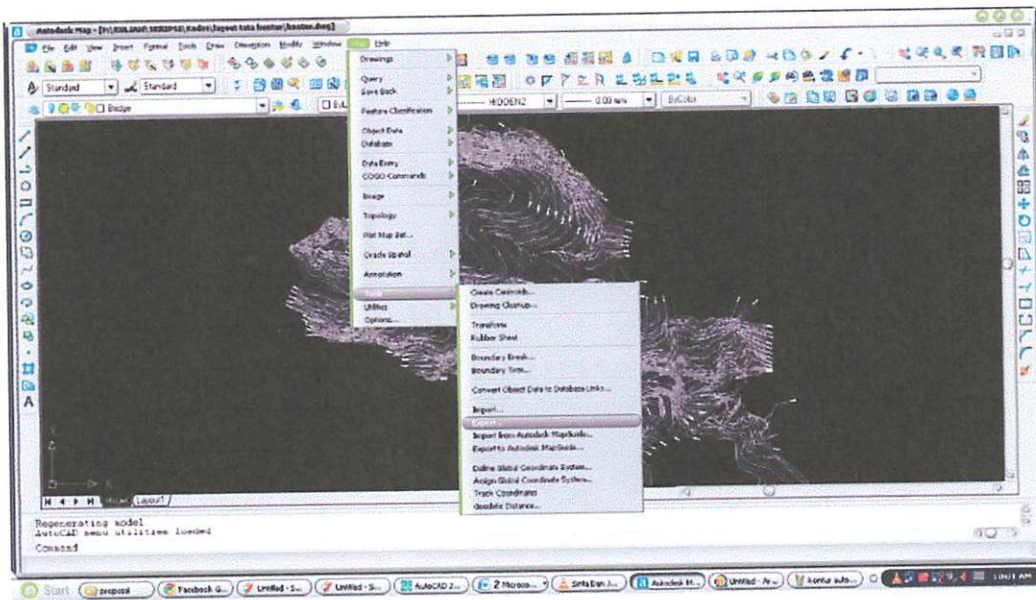 Autodesk Map - [D:\KULIAH\SKRIPSI\Kodir\layout tata kontur\kontur.dwg]
File Edit View Insert Format Tools Draw Dimension Modify Window Help
Standard Standard
Bridge HIDDEN2 0.00 mm ByColor
Drawings
Query
Save Back
Feature Classification
Object Data
Database
Data Entry
COGO Commands
Image
Topology
Plot Map Set...
Oracle Spatial
Annotation
Utilities
Options...
Create Centroids...
Drawing Cleanup...
Transform
Rubber Sheet
Boundary Break...
Boundary Trim...
Convert Object Data to Database Links...
Import...
Export...
Import from Autodesk MapGuide...
Export to Autodesk MapGuide...
Define Global Coordinate System...
Assign Global Coordinate System...
Track Coordinates
Geodetic Distance...
Model Layout1
Regenerating model
AutoCAD menu utilities loaded
Command
Start proposal Facebook G... Untitled - S... Untitled - S... AutoCAD 2... 2 Microso... Sinta Dan J... Autodesk M... Untitled - Ar... kontur auto...